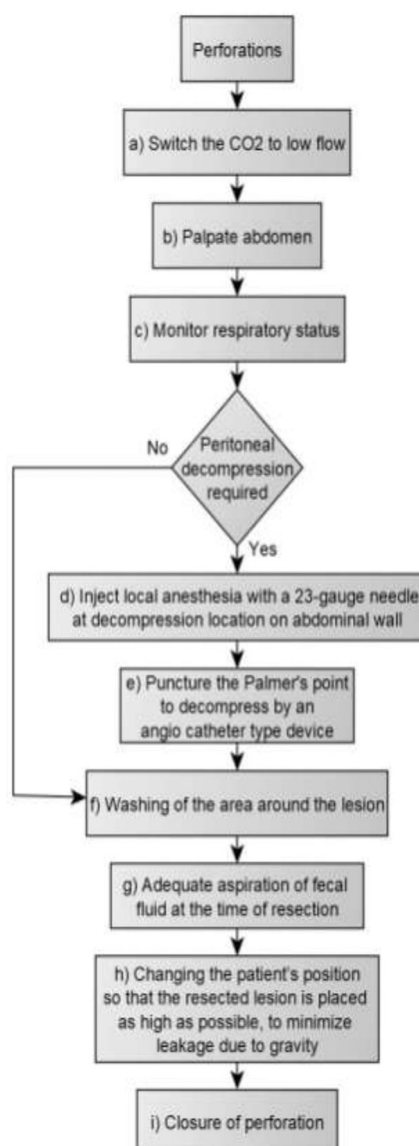 Perforations
a) Switch the CO2 to low flow
b) Palpate abdomen
c) Monitor respiratory status
No
Peritoneal
decompression
required
Yes
d) Inject local anesthesia with a 23-gauge needle
at decompression location on abdominal wall
e) Puncture the Palmer's point
to decompress by an
angio catheter type device
f) Washing of the area around the lesion
g) Adequate aspiration of fecal
fluid at the time of resection
h) Changing the patient's position
so that the resected lesion is placed
as high as possible, to minimize
leakage due to gravity
i) Closure of perforation